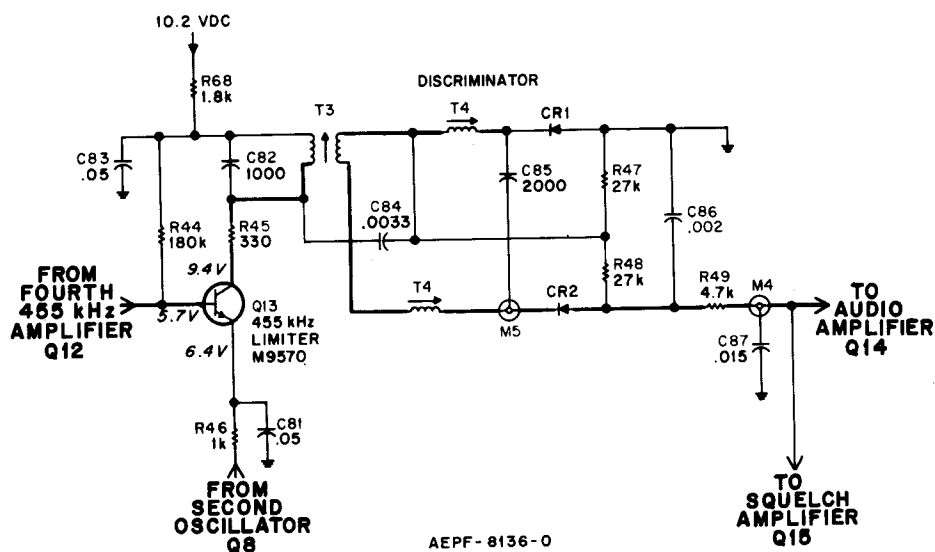 10.2 VDC
R68
1.8k
DISCRIMINATOR
T3
T4
CR1
C83
.05
C82
1000
C85
2000
R47
27k
C84
.0033
C86
.002
R44
180k
R45
330
R48
27k
R49
4.7k
M4
9.4V
FROM
FOURTH
455 kHz
AMPLIFIER
Q12
5.7V
Q13
455 kHz
LIMITER
M9570
T4
CR2
M5
TO
AUDIO
AMPLIFIER
Q14
6.4V
C87
.015
R46
1k
C81
.05
FROM
SECOND
OSCILLATOR
Q8
TO
SQUELCH
AMPLIFIER
Q15
AEPF-8136-O